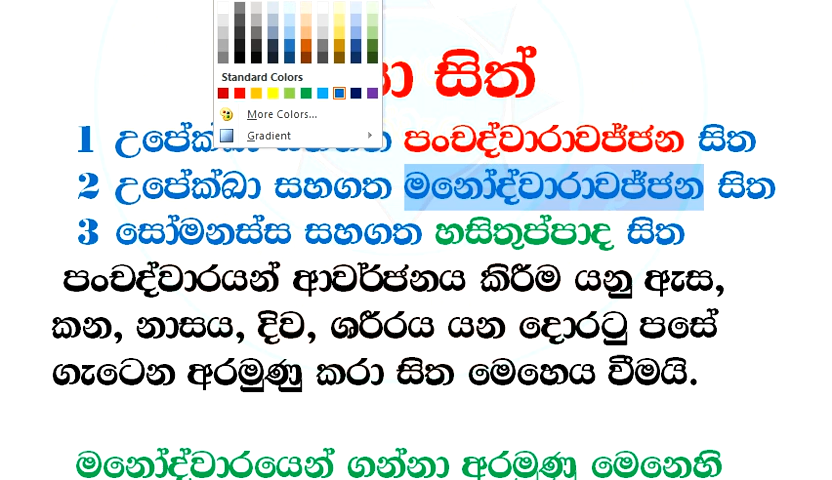 Standard Colors
More Colors...
Gradient
සිත්
1 උපේක්ඛා සහගත පංචද්වාරාවජ්ජන සිත
2 උපේක්ඛා සහගත මනෝද්වාරාවජ්ජන සිත
3 සෝමනස්ස සහගත හසිතුප්පාද සිත
පංචද්වාරයන් ආවර්ජනය කිරීම යනු ඇස,
කන, නාසය, දිව, ශරීරය යන දොරටු පසේ
ගැටෙන අරමුණු කරා සිත මෙහෙය වීමයි.
මනෝද්වාරයෙන් ගන්නා අරමුණු මෙනෙහි